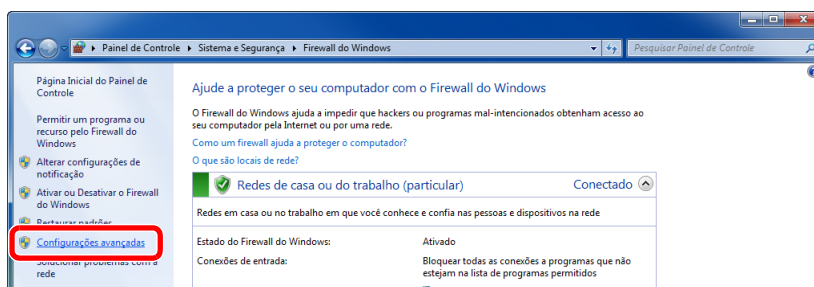 Painel de Controle ▸ Sistema e Segurança ▸ Firewall do Windows
Pesquisar Painel de Controle
Página Inicial do Painel de
Controle
Permitir um programa ou
recurso pelo Firewall do
Windows
Alterar configurações de
notificação
Ativar ou Desativar o Firewall
do Windows
Restaurar padrões
Configurações avançadas
Solucionar problemas com a
rede
Ajude a proteger o seu computador com o Firewall do Windows
O Firewall do Windows ajuda a impedir que hackers ou programas mal-intencionados obtenham acesso ao
seu computador pela Internet ou por uma rede.
Como um firewall ajuda a proteger o computador?
O que são locais de rede?
Redes de casa ou do trabalho (particular) Conectado
Redes em casa ou no trabalho em que você conhece e confia nas pessoas e dispositivos na rede
Estado do Firewall do Windows: Ativado
Conexões de entrada: Bloquear todas as conexões a programas que não
estejam na lista de programas permitidos